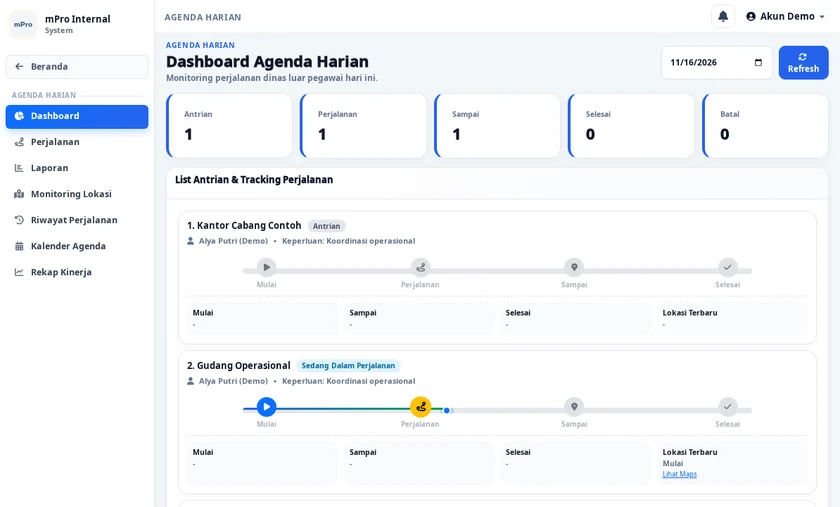 mPro
mPro Internal
System
AGENDA HARIAN
Akun Demo
Beranda
AGENDA HARIAN
Dashboard
Perjalanan
Laporan
Monitoring Lokasi
Riwayat Perjalanan
Kalender Agenda
Rekap Kinerja
AGENDA HARIAN
Dashboard Agenda Harian
Monitoring perjalanan dinas luar pegawai hari ini.
11/16/2026
Refresh
Antrian
1
Perjalanan
1
Sampai
1
Selesai
0
Batal
0
List Antrian & Tracking Perjalanan
1. Kantor Cabang Contoh Antrian
Alya Putri (Demo) • Keperluan: Koordinasi operasional
Mulai Perjalanan Sampai Selesai
Mulai
-
Sampai
-
Selesai
-
Lokasi Terbaru
-
2. Gudang Operasional Sedang Dalam Perjalanan
Alya Putri (Demo) • Keperluan: Koordinasi operasional
Mulai Perjalanan Sampai Selesai
Mulai
-
Sampai
-
Selesai
-
Lokasi Terbaru
Mulai
Lihat Maps